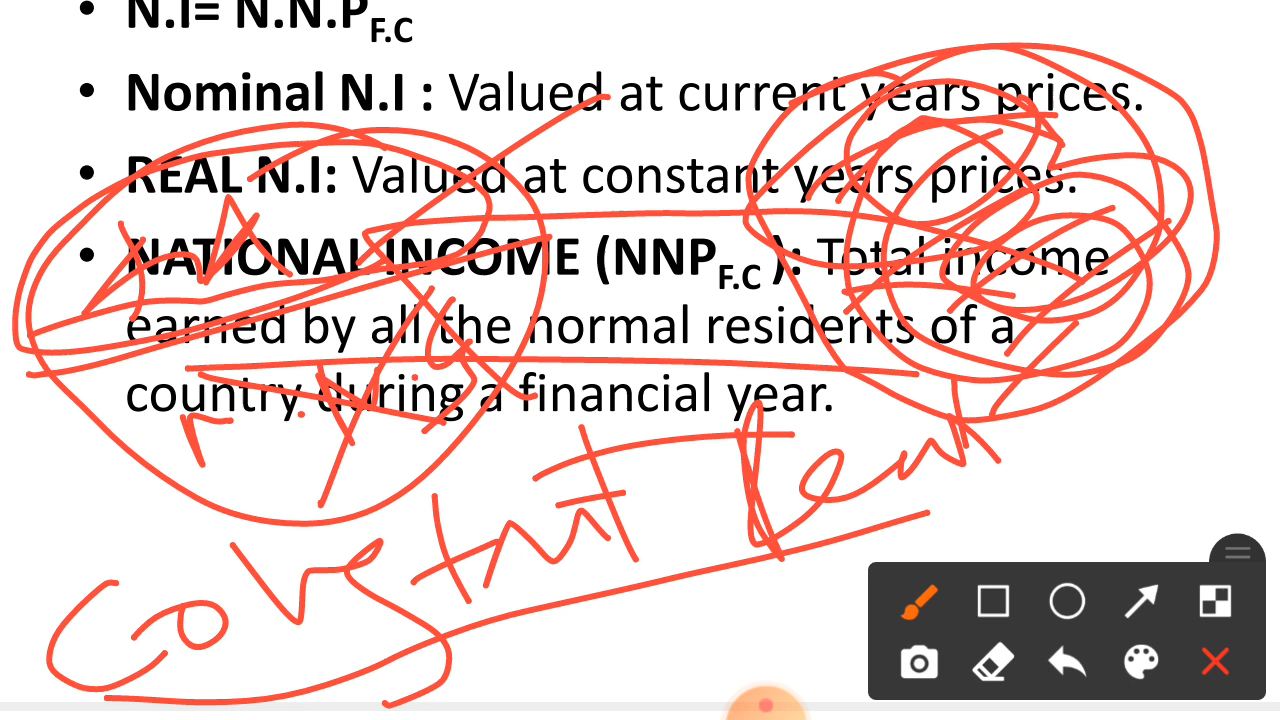 • N.I= N.N.P F.C
• Nominal N.I : Valued at current years prices.
• REAL N.I: Valued at constant years prices.
• NATIONAL INCOME (NNP F.C ): Total income
earned by all the normal residents of a
country during a financial year.